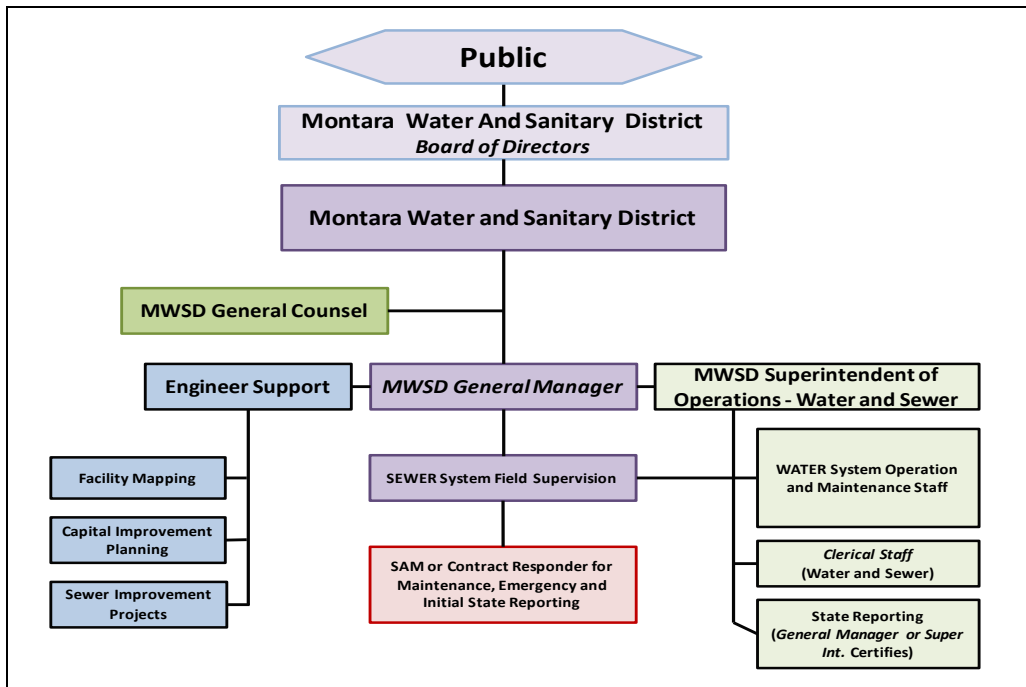 Public
Montara Water And Sanitary District
Board of Directors
Montara Water and Sanitary District
MWSD General Counsel
Engineer Support
MWSD General Manager
MWSD Superintendent of
Operations - Water and Sewer
Facility Mapping
SEWER System Field Supervision
WATER System Operation
and Maintenance Staff
Capital Improvement
Planning
SAM or Contract Responder for
Maintenance, Emergency and
Initial State Reporting
Clerical Staff
(Water and Sewer)
Sewer Improvement
Projects
State Reporting
(General Manager or Super
Int. Certifies)